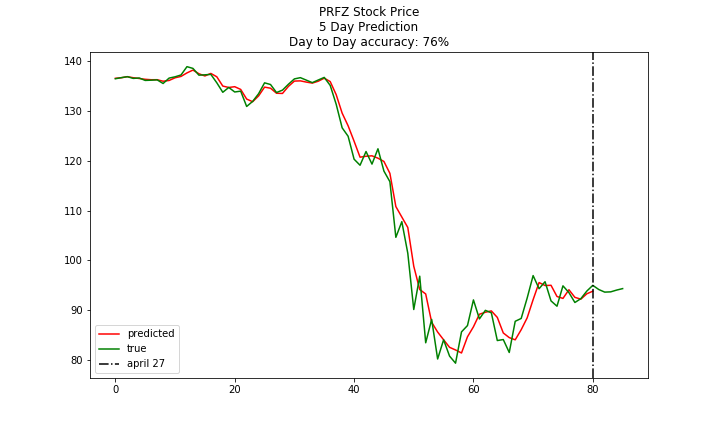 PRFZ Stock Price
5 Day Prediction
Day to Day accuracy: 76%
140
130
120
110
100
90
80
predicted
true
april 27
0
20
40
60
80